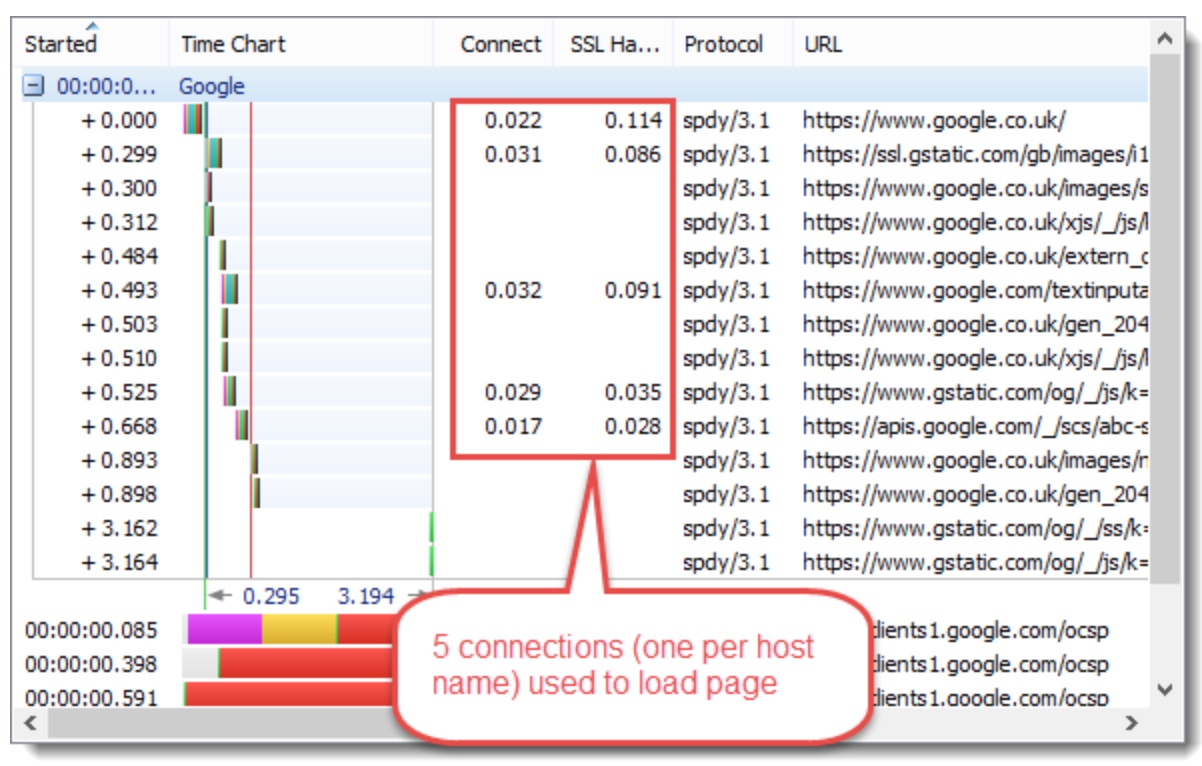 Started Time Chart Connect SSL Ha... Protocol URL
00:00:0... Google
+ 0.000 0.022 0.114 spdy/3.1 https://www.google.co.uk/
+ 0.299 0.031 0.086 spdy/3.1 https://ssl.gstatic.com/gb/images/i1
+ 0.300 spdy/3.1 https://www.google.co.uk/images/s
+ 0.312 spdy/3.1 https://www.google.co.uk/xjs/_/js/
+ 0.484 spdy/3.1 https://www.google.co.uk/extern_c
+ 0.493 0.032 0.091 spdy/3.1 https://www.google.com/textinputa
+ 0.503 spdy/3.1 https://www.google.co.uk/gen_204
+ 0.510 spdy/3.1 https://www.google.co.uk/xjs/_/js/
+ 0.525 0.029 0.035 spdy/3.1 https://www.gstatic.com/og/_/js/k=
+ 0.668 0.017 0.028 spdy/3.1 https://apis.google.com/_/scs/abc-s
+ 0.893 spdy/3.1 https://www.google.co.uk/images/n
+ 0.898 spdy/3.1 https://www.google.co.uk/gen_204
+ 3.162 spdy/3.1 https://www.gstatic.com/og/_/ss/k=
+ 3.164 spdy/3.1 https://www.gstatic.com/og/_/js/k=
0.295 3.194
00:00:00.085 clients1.google.com/ocsp
00:00:00.398 clients1.google.com/ocsp
00:00:00.591 clients1.google.com/ocsp
5 connections (one per host
name) used to load page